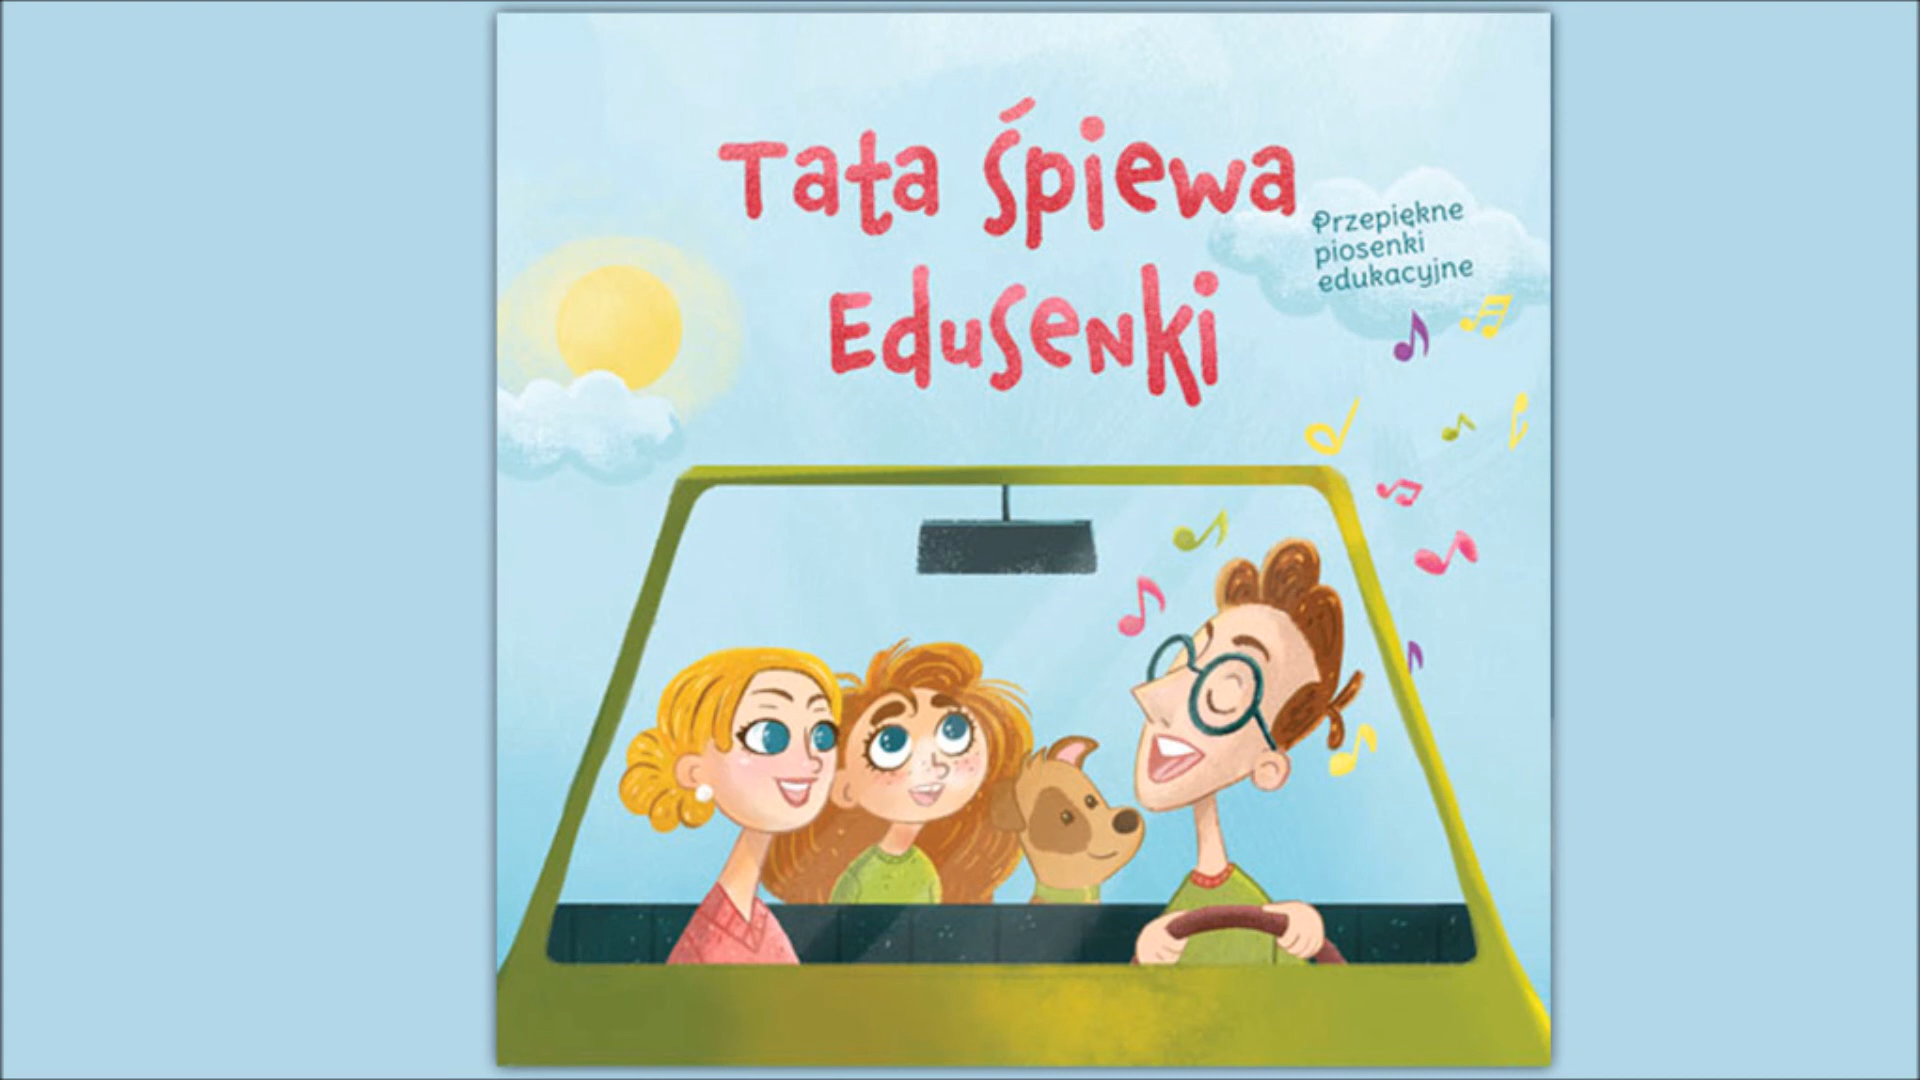 Tata śpiewa
Edusenki
Przepiękne
piosenki
edukacyjne